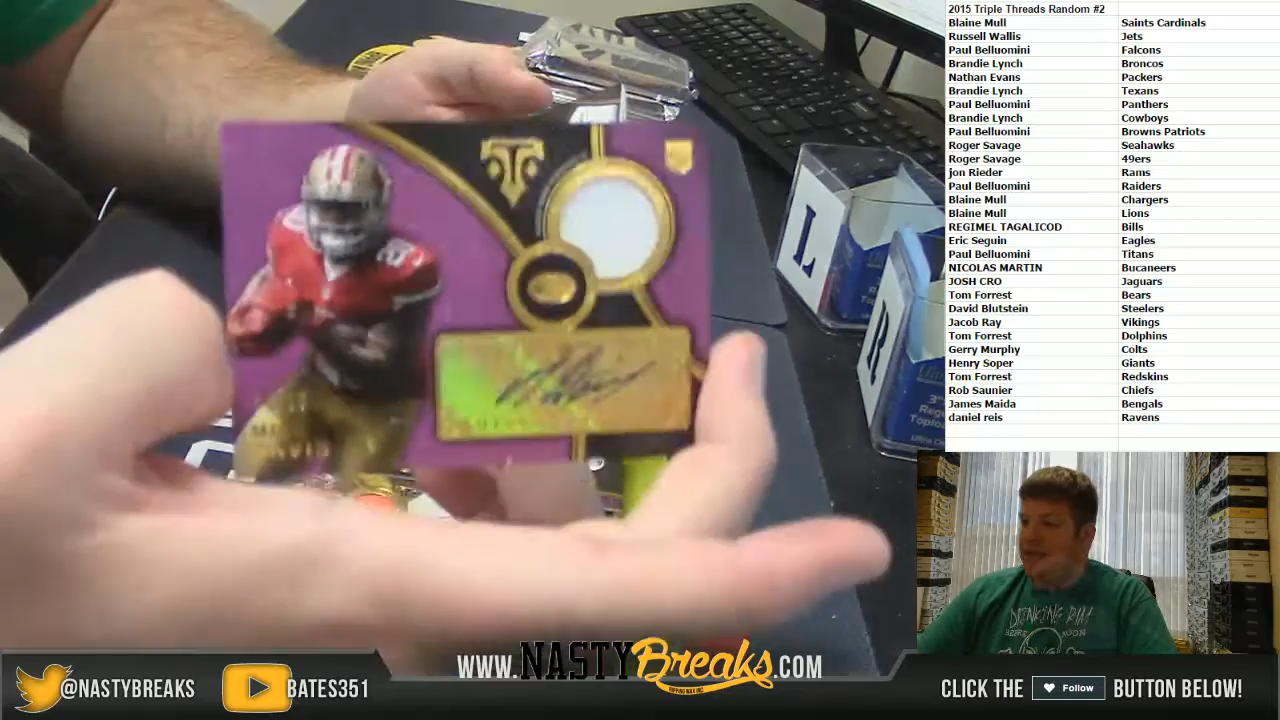 2015 Triple Threads Random #2
Blaine Mull Saints Cardinals
Russell Wallis Jets
Paul Belluomini Falcons
Brandie Lynch Broncos
Nathan Evans Packers
Brandie Lynch Texans
Paul Belluomini Panthers
Brandie Lynch Cowboys
Paul Belluomini Browns Patriots
Roger Savage Seahawks
Roger Savage 49ers
jon Rieder Rams
Paul Belluomini Raiders
Blaine Mull Chargers
Blaine Mull Lions
REGIMEL TAGALICOD Bills
Eric Seguin Eagles
Paul Belluomini Titans
NICOLAS MARTIN Bucaneers
JOSH CRO Jaguars
Tom Forrest Bears
David Blutstein Steelers
Jacob Ray Vikings
Tom Forrest Dolphins
Gerry Murphy Colts
Henry Soper Giants
Tom Forrest Redskins
Rob Saunier Chiefs
James Maida Bengals
daniel reis Ravens
L
R
@NASTYBREAKS
BATES351
WWW.NASTYBreaks.COM
CLICK THE Follow BUTTON BELOW!